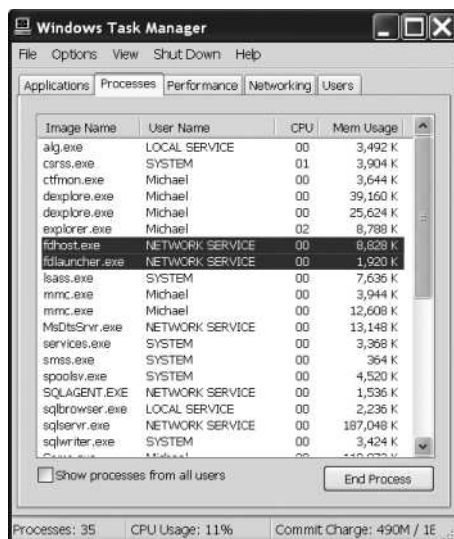 Windows Task Manager
File Options View Shut Down Help
Applications Processes Performance Networking Users
Image Name User Name CPU Mem Usage
alg.exe LOCAL SERVICE 00 3,492 K
csrss.exe SYSTEM 01 3,904 K
ctfmon.exe Michael 00 3,644 K
dexplore.exe Michael 00 39,160 K
dexplore.exe Michael 00 25,624 K
explorer.exe Michael 02 8,788 K
fdhost.exe NETWORK SERVICE 00 8,828 K
fdlauncher.exe NETWORK SERVICE 00 1,920 K
lsass.exe SYSTEM 00 7,636 K
mmc.exe Michael 00 3,944 K
mmc.exe Michael 00 12,608 K
MsDtsSrvr.exe NETWORK SERVICE 00 13,148 K
services.exe SYSTEM 00 3,368 K
smss.exe SYSTEM 00 364 K
spoolsv.exe SYSTEM 00 4,520 K
SQLAGENT.EXE NETWORK SERVICE 00 1,536 K
sqlbrowser.exe LOCAL SERVICE 00 2,236 K
sqlservr.exe NETWORK SERVICE 00 187,048 K
sqlwriter.exe SYSTEM 00 3,424 K
Show processes from all users
End Process
Processes: 35 CPU Usage: 11% Commit Charge: 490M / 1E